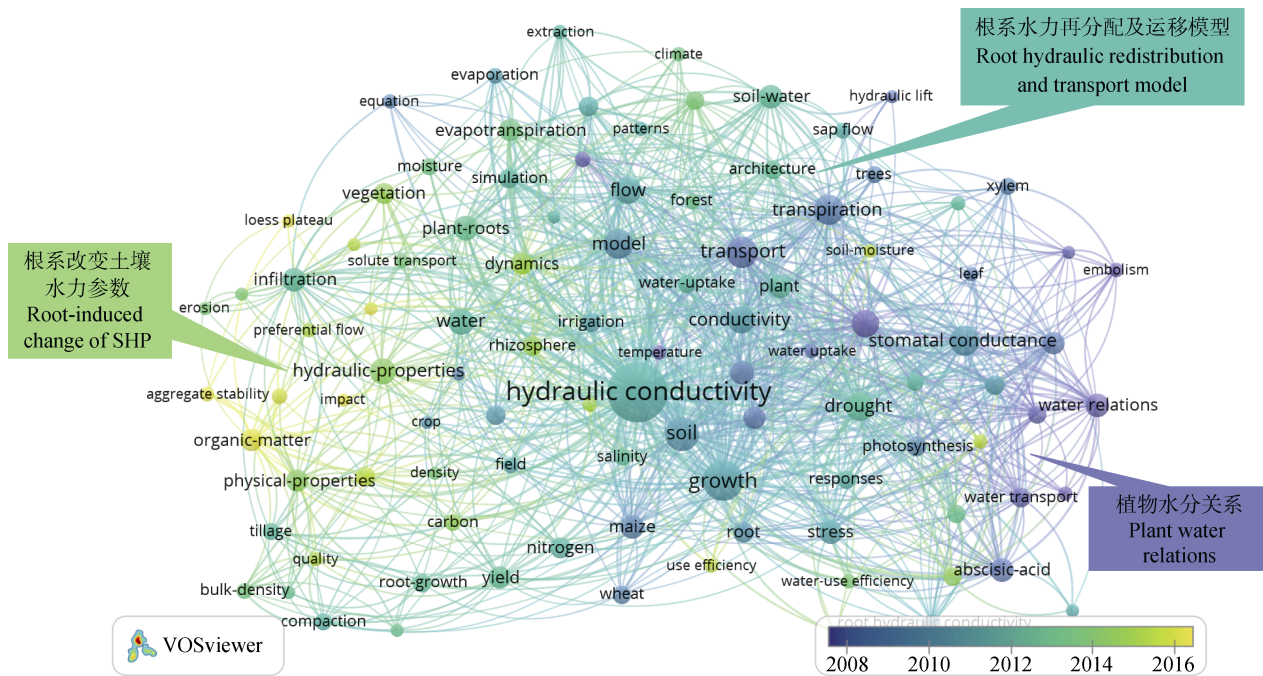 根系水力再分配及运移模型
Root hydraulic redistribution
and transport model
extraction
climate
evaporation
equation
soil-water
hydraulic lift
evapotranspiration
patterns
sap flow
moisture
simulation
architecture
trees
vegetation
flow
forest
xylem
loess plateau
plant-roots
transpiration
model
transport
soil-moisture
根系改变土壤
水力参数
Root-induced
change of SHP
solute transport
dynamics
infiltration
water-uptake
plant
leaf
embolism
erosion
preferential flow
water
irrigation
conductivity
rhizosphere
temperature
water uptake
stomatal conductance
hydraulic-properties
aggregate stability
impact
hydraulic conductivity
crop
drought
water relations
organic-matter
soil
photosynthesis
physical-properties
density
field
salinity
growth
responses
water transport
植物水分关系
Plant water
relations
tillage
carbon
maize
root
stress
quality
nitrogen
use efficiency
abscisic-acid
bulk-density
root-growth
yield
wheat
water-use efficiency
compaction
root hydraulic conductivity
VOSviewer
2008 2010 2012 2014 2016